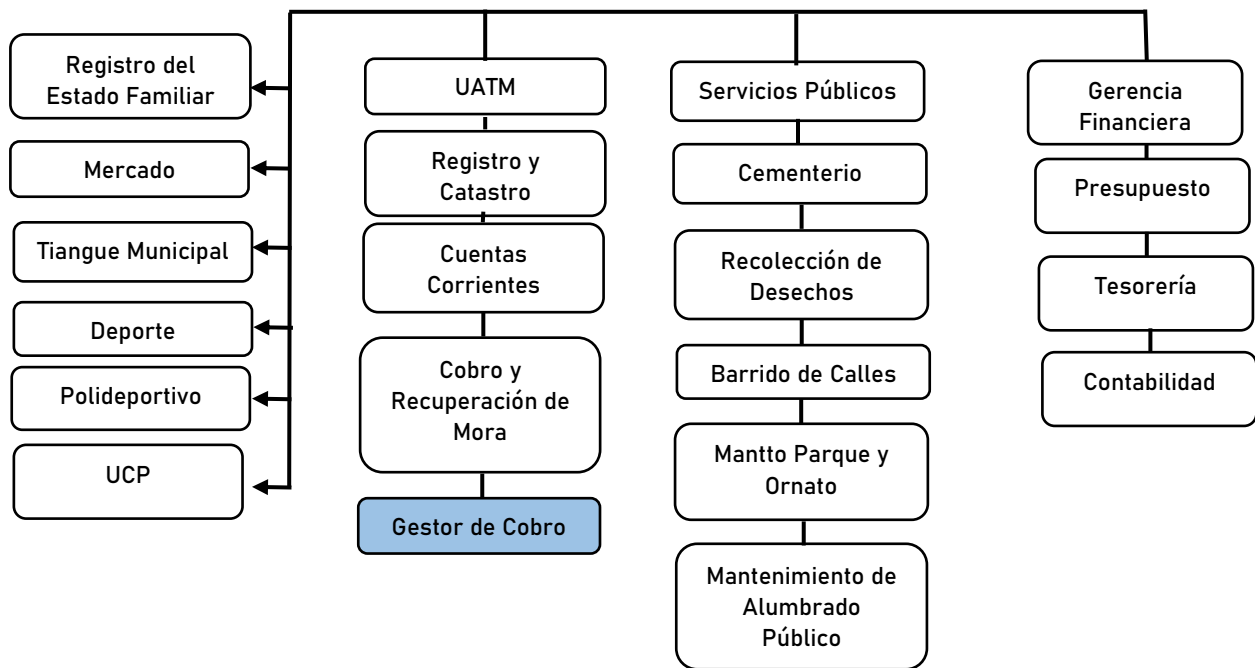 Registro del
Estado Familiar
Mercado
Tiangue Municipal
Deporte
Polideportivo
UCP
UATM
Registro y
Catastro
Cuentas
Corrientes
Cobro y
Recuperación de
Mora
Gestor de Cobro
Servicios Públicos
Cementerio
Recolección de
Desechos
Barrido de Calles
Mantto Parque y
Ornato
Mantenimiento de
Alumbrado
Público
Gerencia
Financiera
Presupuesto
Tesorería
Contabilidad